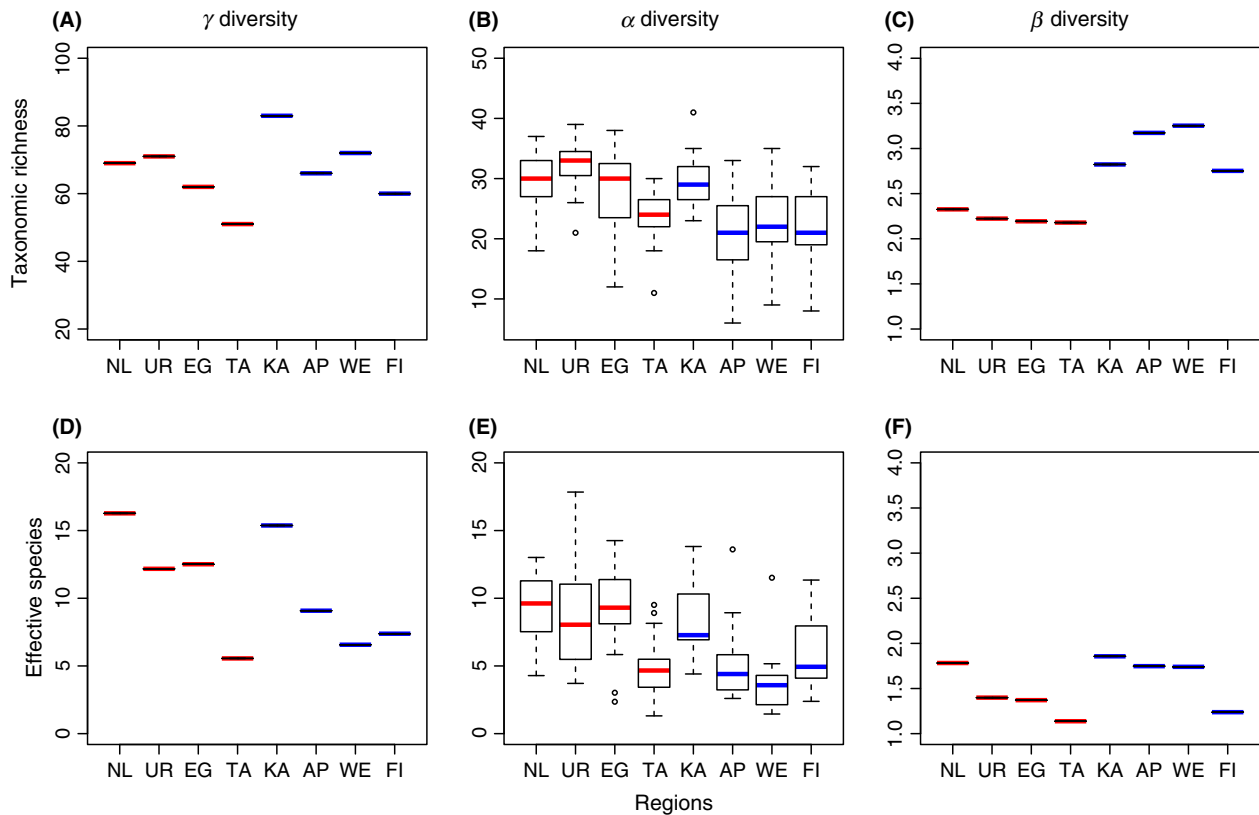 (A)
γ diversity
(B)
α diversity
(C)
β diversity
Taxonomic richness
100
80
60
40
20
NL UR EG TA KA AP WE FI
50
40
30
20
10
NL UR EG TA KA AP WE FI
4.0
3.5
3.0
2.5
2.0
1.5
1.0
NL UR EG TA KA AP WE FI
(D)
(E)
(F)
Effective species
20
15
10
5
0
NL UR EG TA KA AP WE FI
20
15
10
5
0
NL UR EG TA KA AP WE FI
4.0
3.5
3.0
2.5
2.0
1.5
1.0
NL UR EG TA KA AP WE FI
Regions